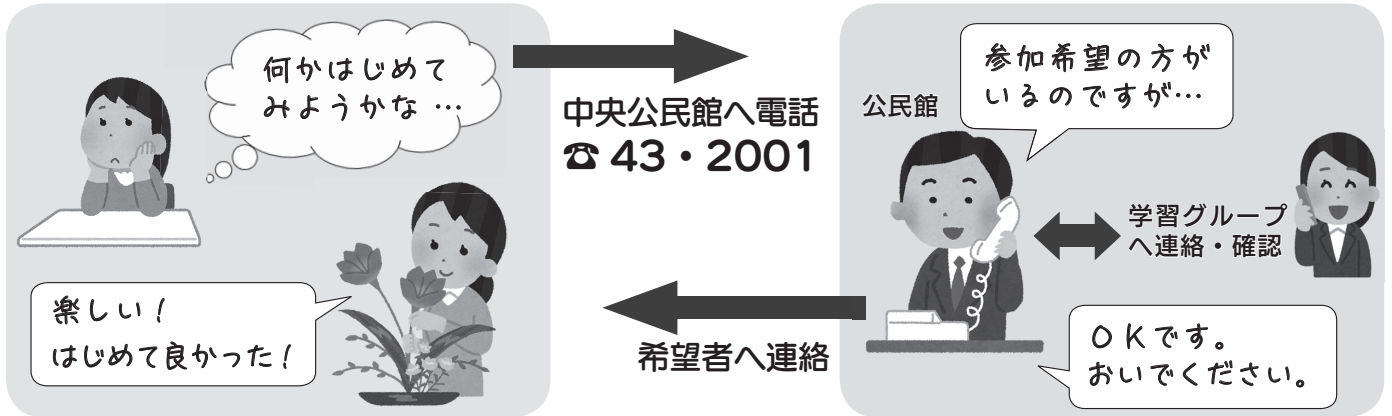 何かはじめて
みようかな …
中央公民館へ電話
☎ 43・2001
公民館
参加希望の方が
いるのですが…
学習グループ
へ連絡・確認
OKです。
おいでください。
希望者へ連絡
楽しい！
はじめて良かった！